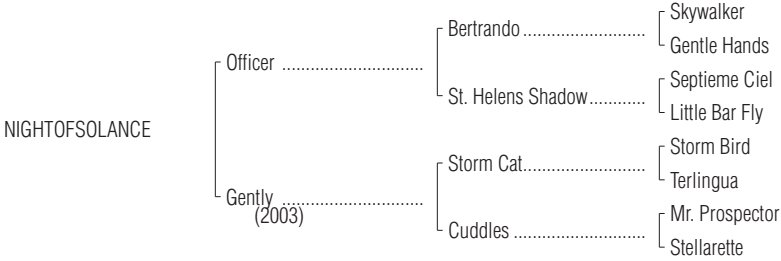 Skywalker
Bertrando ..........................
Gentle Hands
Officer ..............................
Septieme Ciel
St. Helens Shadow............
Little Bar Fly
NIGHTOFSOLANCE
Storm Bird
Storm Cat..........................
Terlingua
Gently ..............................
(2003)
Mr. Prospector
Cuddles ............................
Stellarette